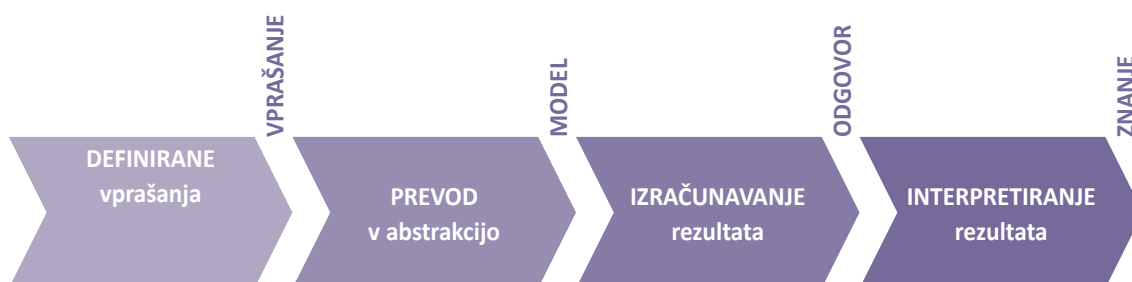 VPRAŠANJE
MODEL
ODGOVOR
ZNANJE
DEFINIRANE
vprašanja
PREVOD
v abstrakcijo
IZRAČUNAVANJE
rezultata
INTERPRETIRANJE
rezultata